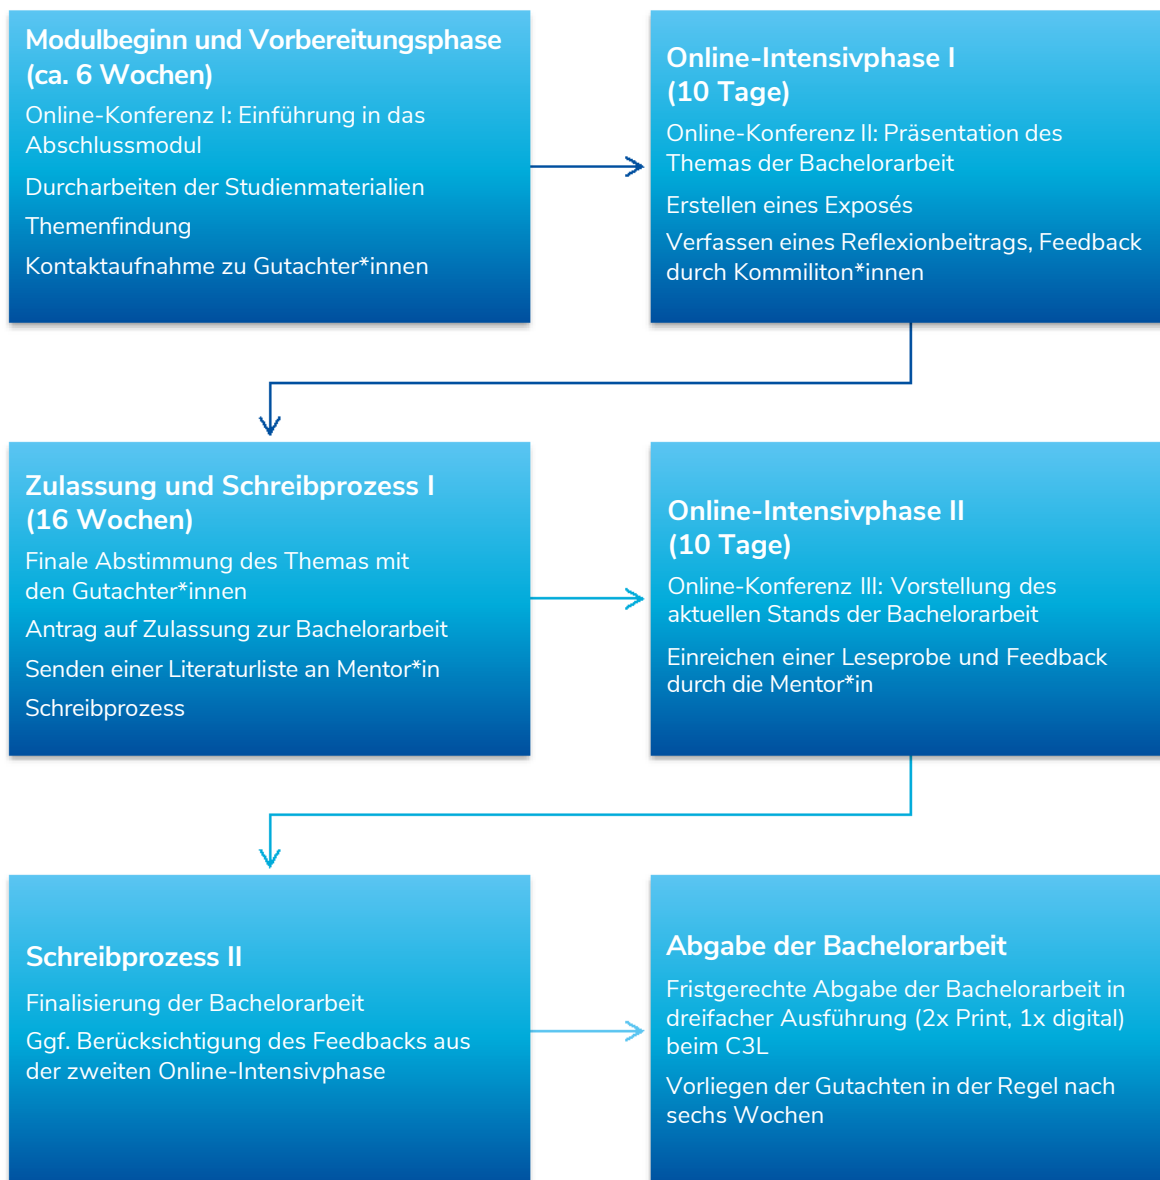 Modulbeginn und Vorbereitungsphase
(ca. 6 Wochen)
Online-Konferenz I: Einführung in das
Abschlussmodul
Durcharbeiten der Studienmaterialien
Themenfindung
Kontaktaufnahme zu Gutachter*innen
Online-Intensivphase I
(10 Tage)
Online-Konferenz II: Präsentation des
Themas der Bachelorarbeit
Erstellen eines Exposés
Verfassen eines Reflexionbeitrags, Feedback
durch Kommiliton*innen
Zulassung und Schreibprozess I
(16 Wochen)
Finale Abstimmung des Themas mit
den Gutachter*innen
Antrag auf Zulassung zur Bachelorarbeit
Senden einer Literaturliste an Mentor*in
Schreibprozess
Online-Intensivphase II
(10 Tage)
Online-Konferenz III: Vorstellung des
aktuellen Stands der Bachelorarbeit
Einreichen einer Leseprobe und Feedback
durch die Mentor*in
Schreibprozess II
Finalisierung der Bachelorarbeit
Ggf. Berücksichtigung des Feedbacks aus
der zweiten Online-Intensivphase
Abgabe der Bachelorarbeit
Fristgerechte Abgabe der Bachelorarbeit in
dreifacher Ausführung (2x Print, 1x digital)
beim C3L
Vorliegen der Gutachten in der Regel nach
sechs Wochen